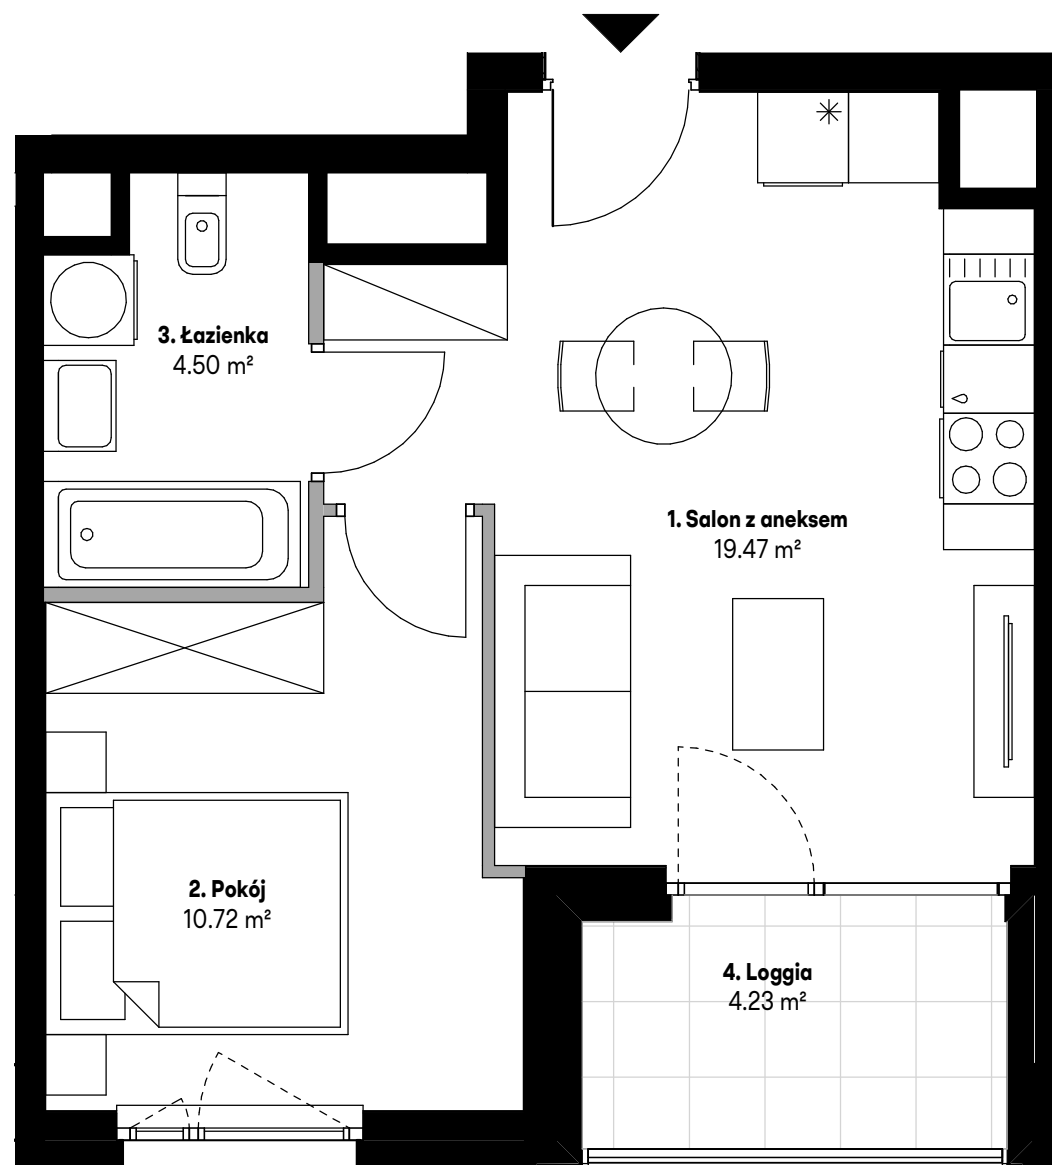 3. Łazienka
4.50 m²
1. Salon z aneksem
19.47 m²
2. Pokój
10.72 m²
4. Loggia
4.23 m²